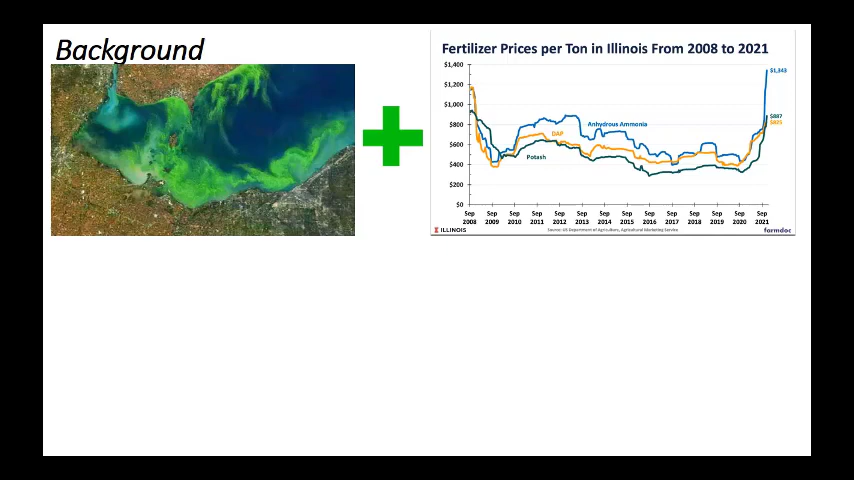 Background
Fertilizer Prices per Ton in Illinois From 2008 to 2021
$1,400
$1,200
$1,000
$800
$600
$400
$200
$0
Anhydrous Ammonia
DAP
Potash
$1,343
$887
$825
Sep 2008
Sep 2009
Sep 2010
Sep 2011
Sep 2012
Sep 2013
Sep 2014
Sep 2015
Sep 2016
Sep 2017
Sep 2018
Sep 2019
Sep 2020
Sep 2021
I ILLINOIS
Source: US Department of Agriculture, Agricultural Marketing Service
farmdoc